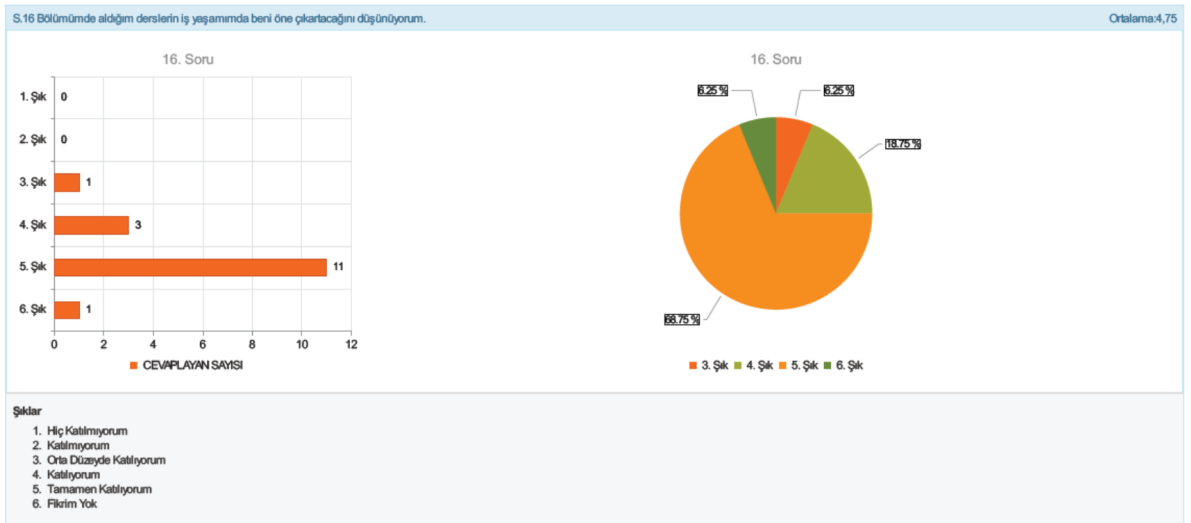 S.16 Bölümümde aldığım derslerin iş yaşamımda beni öne çıkartacağını düşünüyorum.
Ortalama:4,75
16. Soru
1. Şık 0
2. Şık 0
3. Şık 1
4. Şık 3
5. Şık 11
6. Şık 1
0 2 4 6 8 10 12
CEVAPLAYAN SAYISI
16. Soru
6.25 % 6.25 %
18.75 %
68.75 %
3. Şık 4. Şık 5. Şık 6. Şık
Şıklar
1. Hiç Katılmıyorum
2. Katılmıyorum
3. Orta Düzeyde Katılıyorum
4. Katılıyorum
5. Tamamen Katılıyorum
6. Fikrim Yok